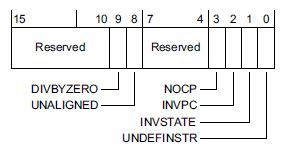 15 10 9 8 7 4 3 2 1 0
Reserved Reserved
DIVBYZERO NOCP
UNALIGNED INVPC
INVSTATE
UNDEFINSTR